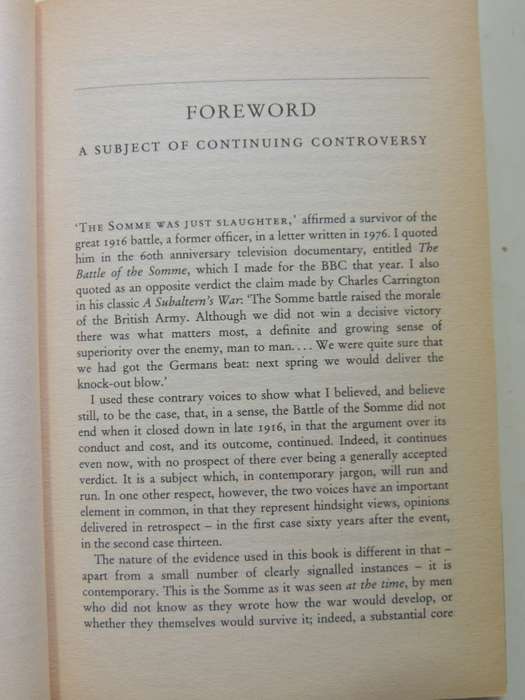 FOREWORD
A SUBJECT OF CONTINUING CONTROVERSY
‘THE SOMME WAS JUST SLAUGHTER,’ affirmed a survivor of the
great 1916 battle, a former officer, in a letter written in 1976. I quoted
him in the 60th anniversary television documentary, entitled The
Battle of the Somme, which I made for the BBC that year. I also
quoted as an opposite verdict the claim made by Charles Carrington
in his classic A Subaltern’s War: ‘The Somme battle raised the morale
of the British Army. Although we did not win a decisive victory
there was what matters most, a definite and growing sense of
superiority over the enemy, man to man. . . . We were quite sure that
we had got the Germans beat: next spring we would deliver the
knock-out blow.’
I used these contrary voices to show what I believed, and believe
still, to be the case, that, in a sense, the Battle of the Somme did not
end when it closed down in late 1916, in that the argument over its
conduct and cost, and its outcome, continued. Indeed, it continues
even now, with no prospect of there ever being a generally accepted
verdict. It is a subject which, in contemporary jargon, will run and
run. In one other respect, however, the two voices have an important
element in common, in that they represent hindsight views, opinions
delivered in retrospect – in the first case sixty years after the event,
in the second case thirteen.
The nature of the evidence used in this book is different in that –
apart from a small number of clearly signalled instances – it is
contemporary. This is the Somme as it was seen at the time, by men
who did not know as they wrote how the war would develop, or
whether they themselves would survive it; indeed, a substantial core